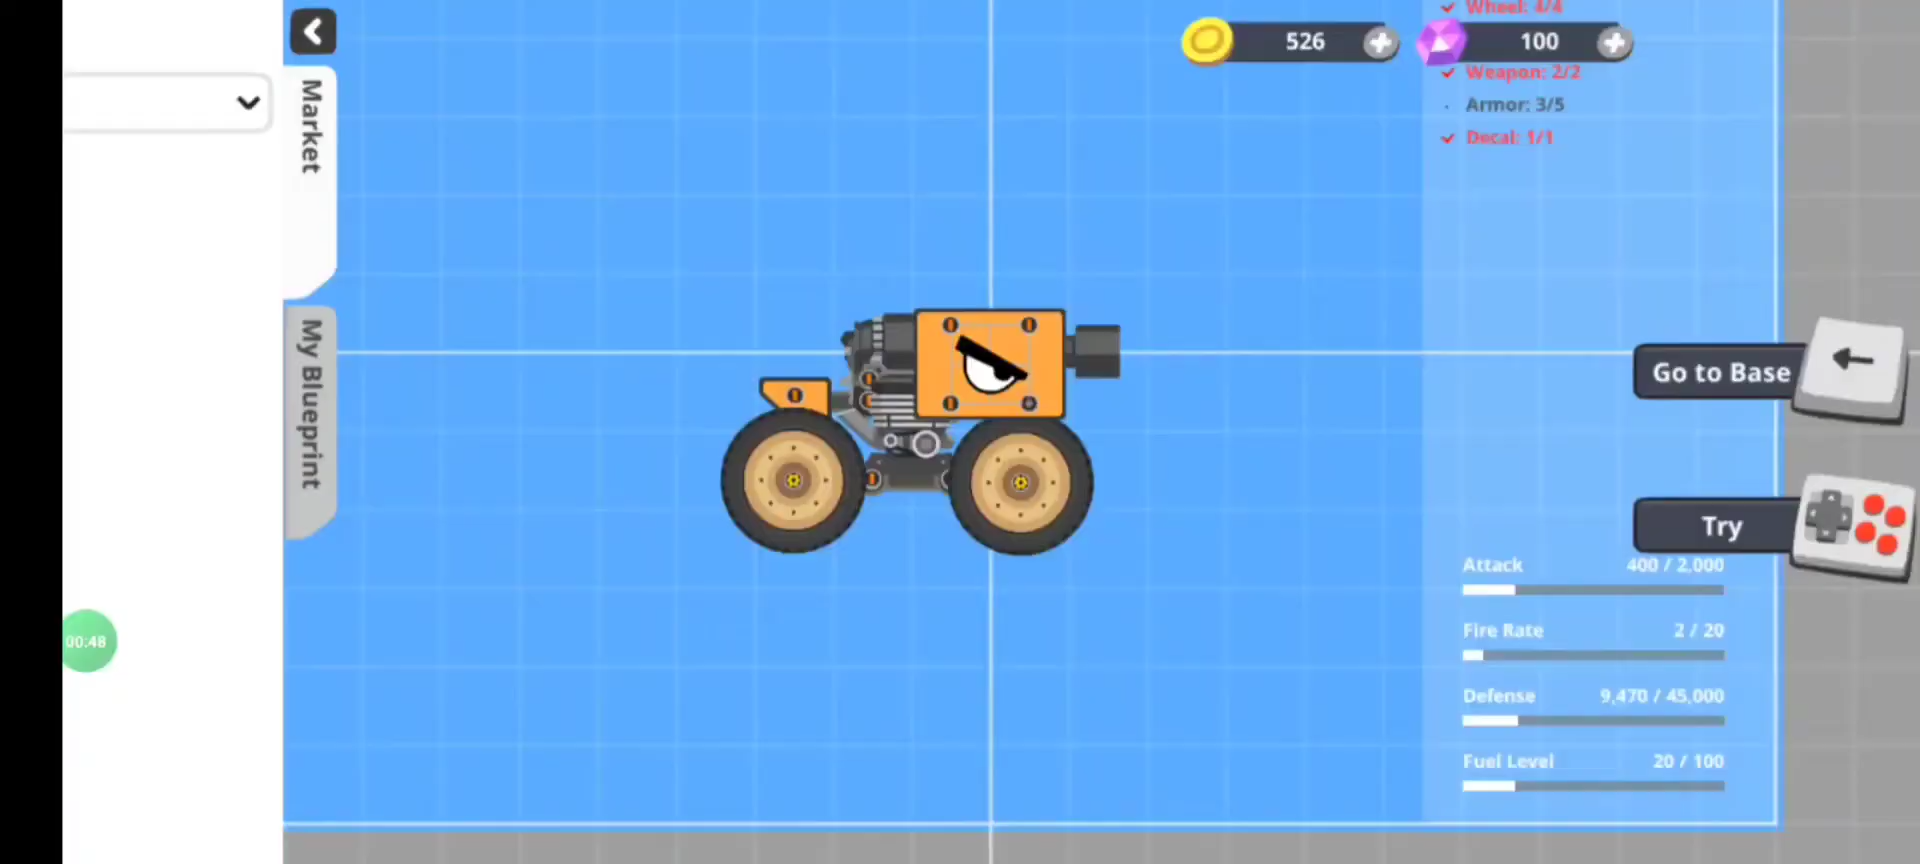 Wheel: 4/4
526
100
Weapon: 2/2
Armor: 3/5
Decal: 1/1
Market
My Blueprint
Go to Base
Try
Attack 400 / 2,000
Fire Rate 2 / 20
Defense 9,470 / 45,000
Fuel Level 20 / 100
00:48